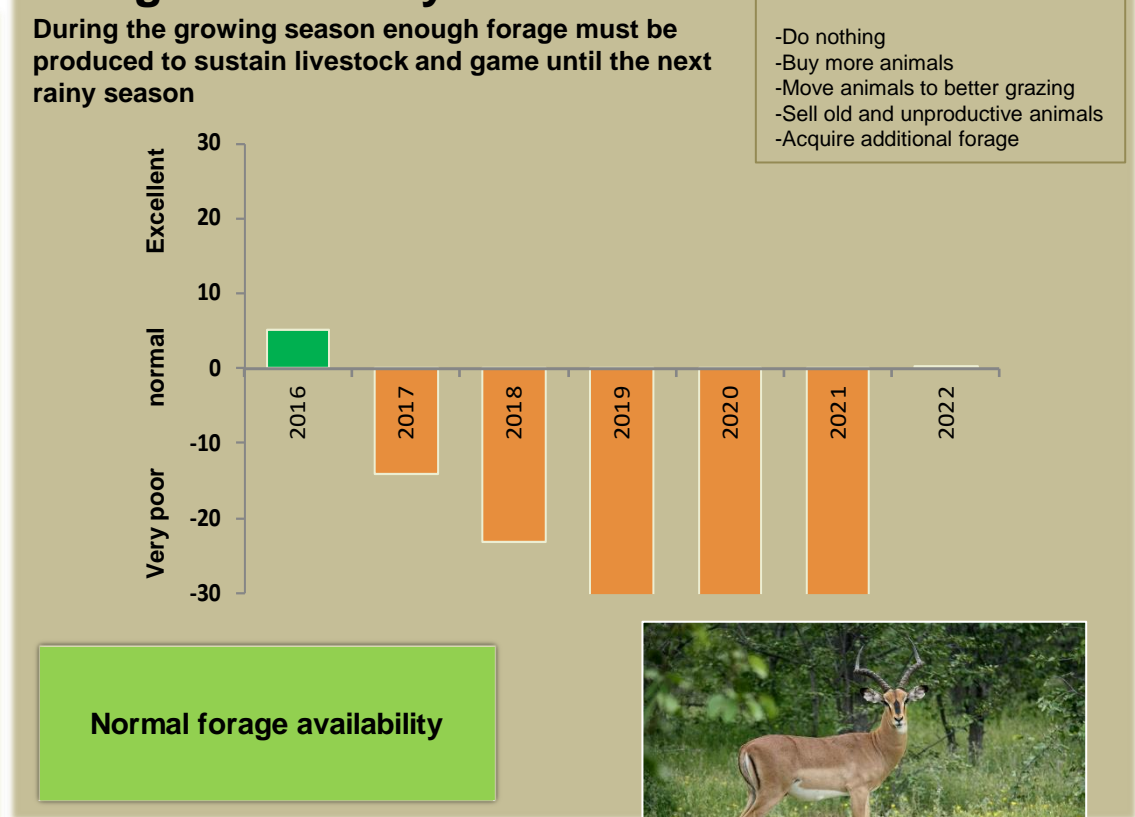 During the growing season enough forage must be
produced to sustain livestock and game until the next
rainy season
-Do nothing
-Buy more animals
-Move animals to better grazing
-Sell old and unproductive animals
-Acquire additional forage
Excellent
normal
Very poor
30
20
10
0
-10
-20
-30
2016
2017
2018
2019
2020
2021
2022
Normal forage availability